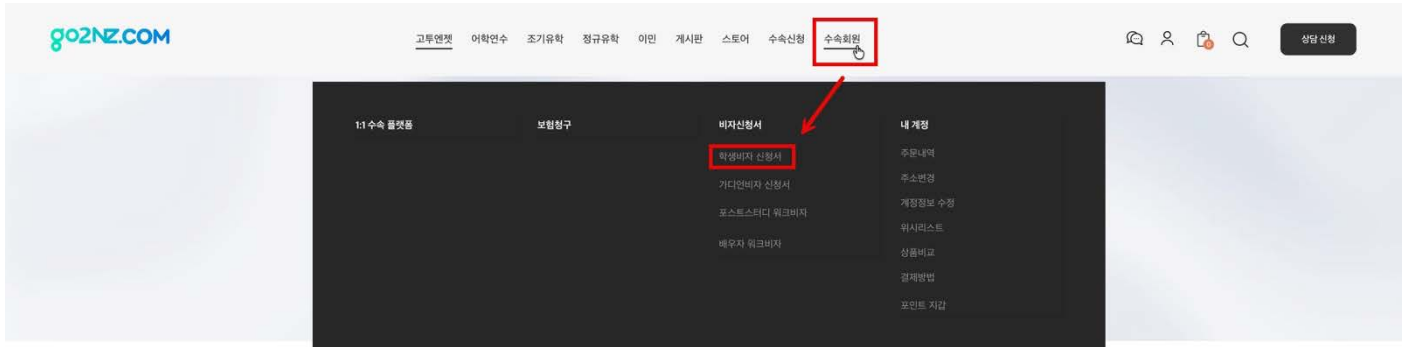 go2NZ.COM
고투엔젯 어학연수 조기유학 정규유학 이민 게시판 스토어 수속신청 수속회원
0
상담 신청
1:1 수속 플랫폼
보험청구
비자신청서
학생비자 신청서
가디언비자 신청서
포스트스터디 워크비자
배우자 워크비자
내 계정
주문내역
주소변경
계정정보 수정
위시리스트
상품비교
결제방법
포인트 지갑